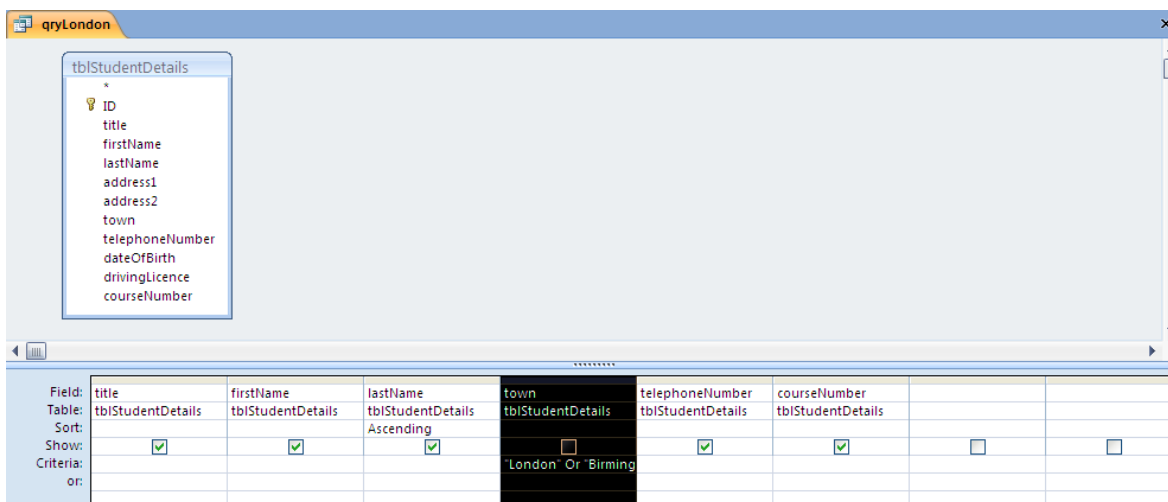 qryLondon
tblStudentDetails
*
ID
title
firstName
lastName
address1
address2
town
telephoneNumber
dateOfBirth
drivingLicence
courseNumber
Field: title firstName lastName town telephoneNumber courseNumber
Table: tblStudentDetails tblStudentDetails tblStudentDetails tblStudentDetails tblStudentDetails tblStudentDetails
Sort: Ascending
Show:
Criteria: "London" Or "Birming
or: